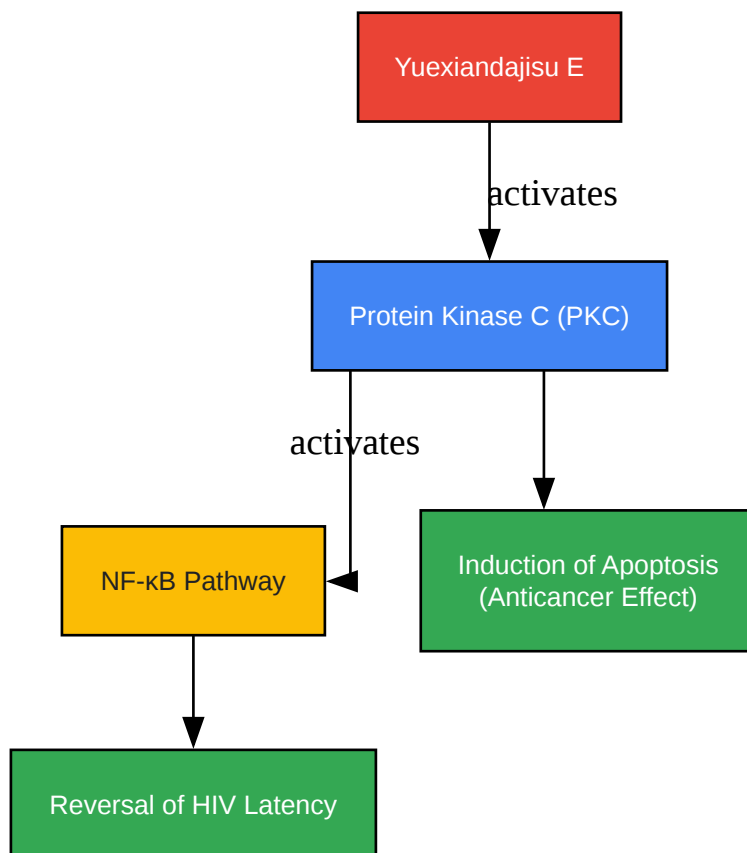 Yuexiandajisu E
activates
Protein Kinase C (PKC)
activates
NF-κB Pathway
Induction of Apoptosis
(Anticancer Effect)
Reversal of HIV Latency